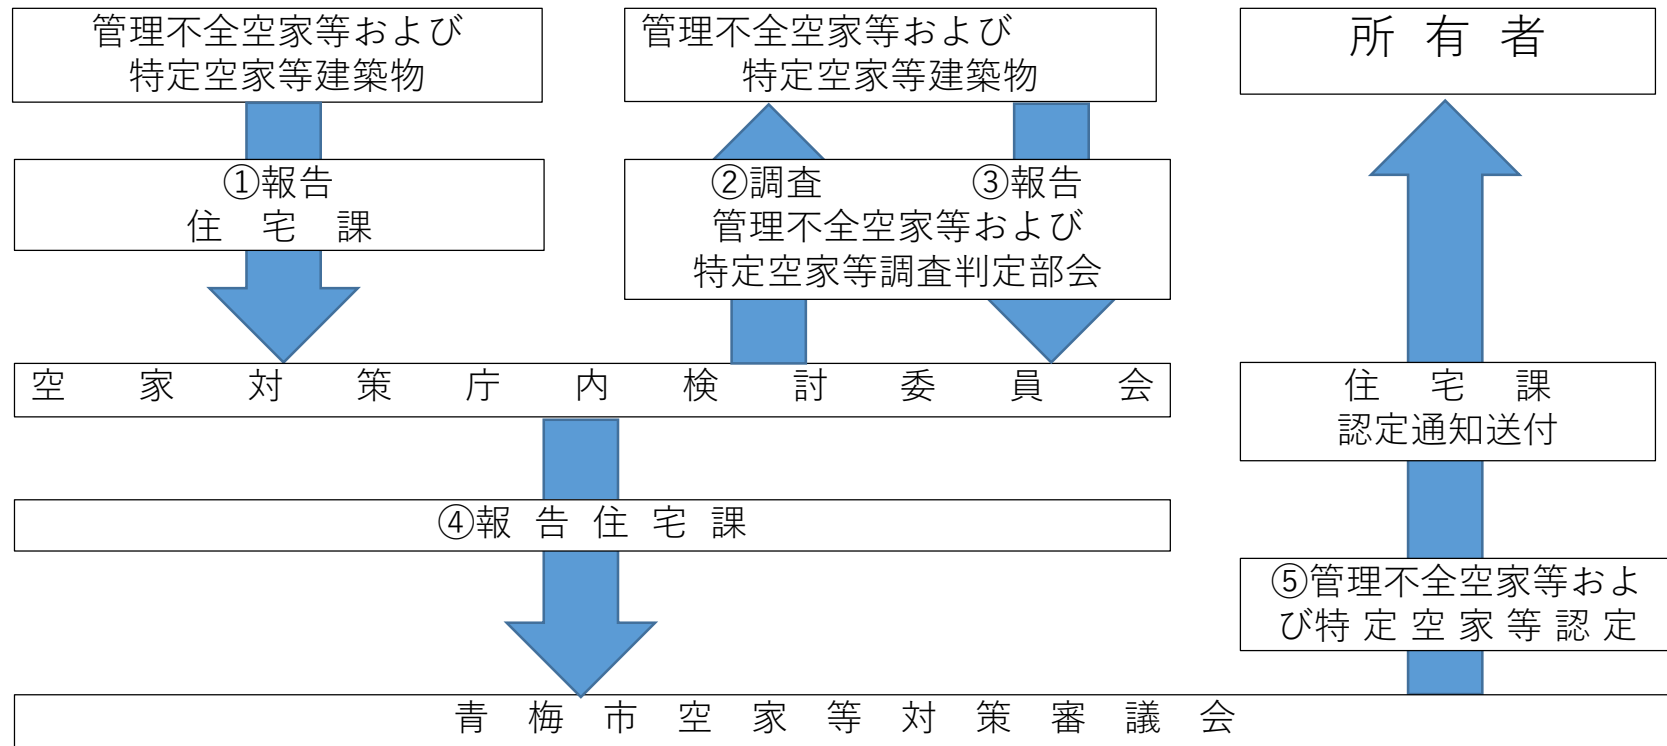 管理不全空家等および
特定空家等建築物
管理不全空家等および
特定空家等建築物
所有者
①報告
住宅課
②調査 ③報告
管理不全空家等および
特定空家等調査判定部会
空家対策庁内検討委員会
住宅課
認定通知送付
④報告住宅課
⑤管理不全空家等およ
び特定空家等認定
青梅市空家等対策審議会